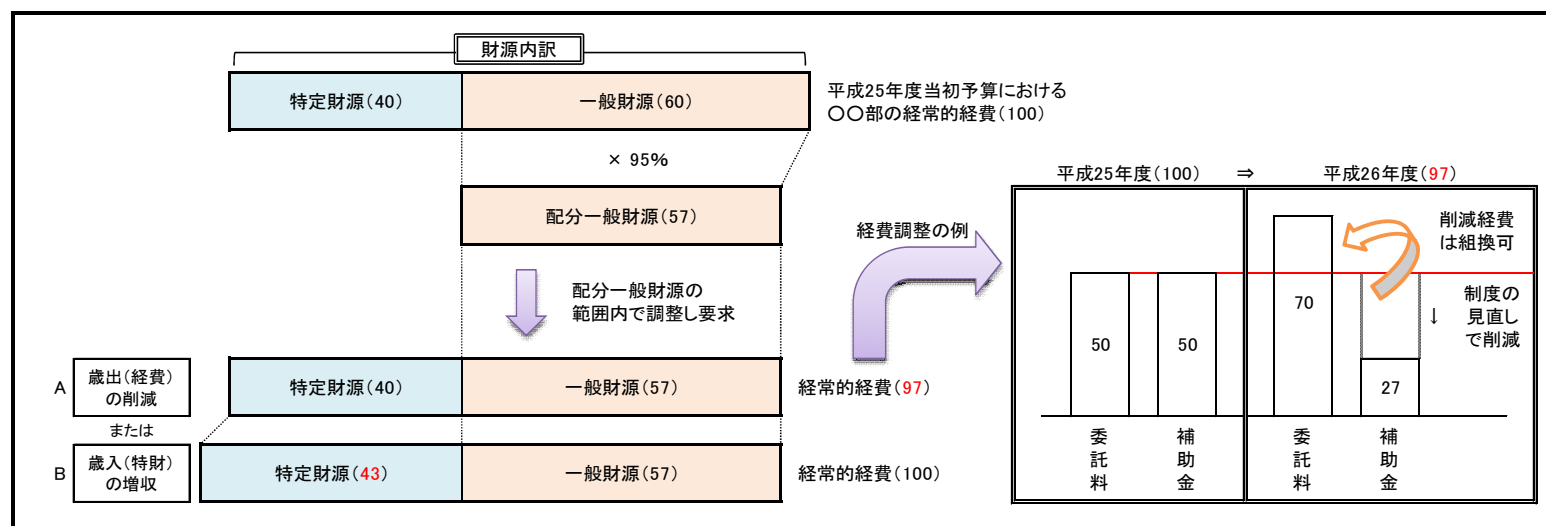 財源内訳
特定財源(40)
一般財源(60)
平成25年度当初予算における
〇〇部の経常的経費(100)
× 95%
配分一般財源(57)
配分一般財源の
範囲内で調整し要求
A
歳出(経費)
の削減
特定財源(40)
一般財源(57)
経常的経費(97)
または
B
歳入(特財)
の増収
特定財源(43)
一般財源(57)
経常的経費(100)
経費調整の例
平成25年度(100)
⇒
平成26年度(97)
50
50
委託料
補助金
70
27
委託料
補助金
削減経費
は組換可
↓
制度の
見直し
で削減